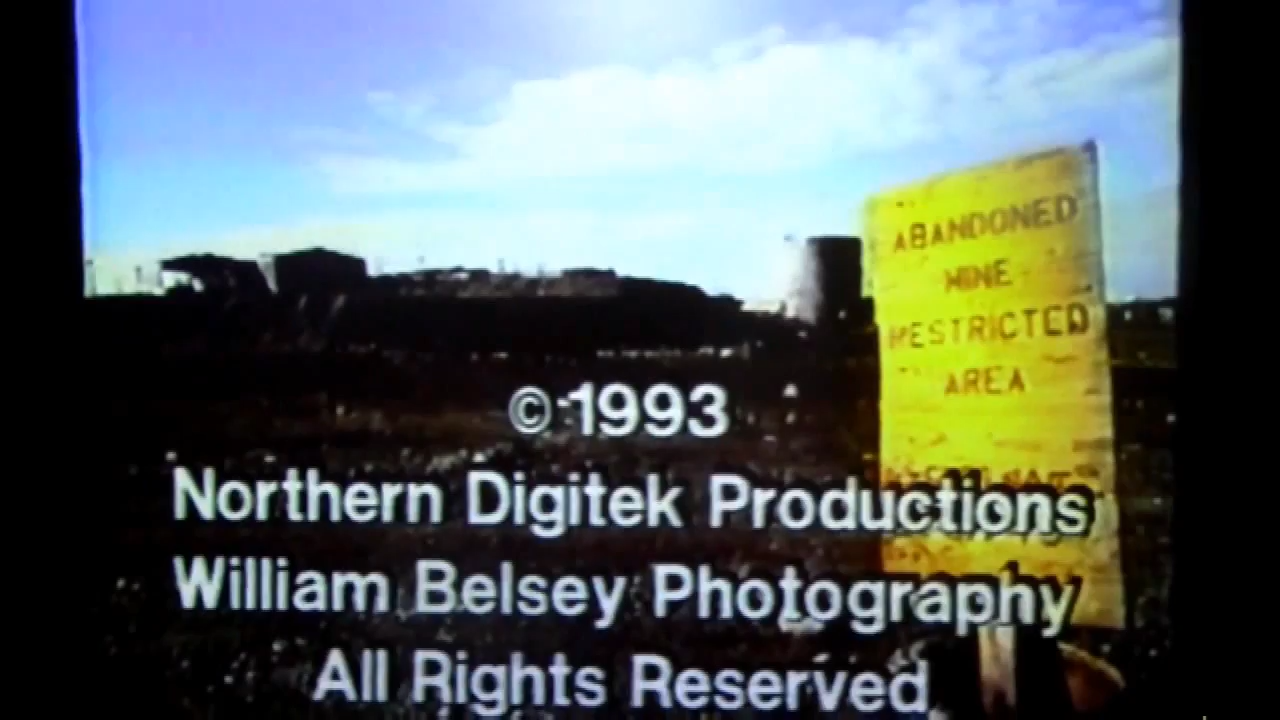 ABANDONED
MINE
RESTRICTED
AREA
© 1993
Northern Digitek Productions
William Belsey Photography
All Rights Reserved